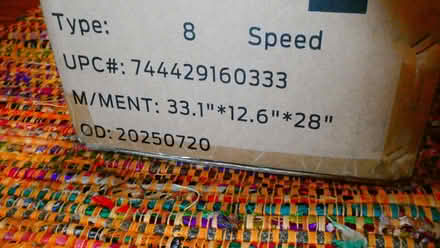 Type: 8 Speed
UPC#: 744429160333
M/MENT: 33.1"*12.6"*28"
OD: 20250720